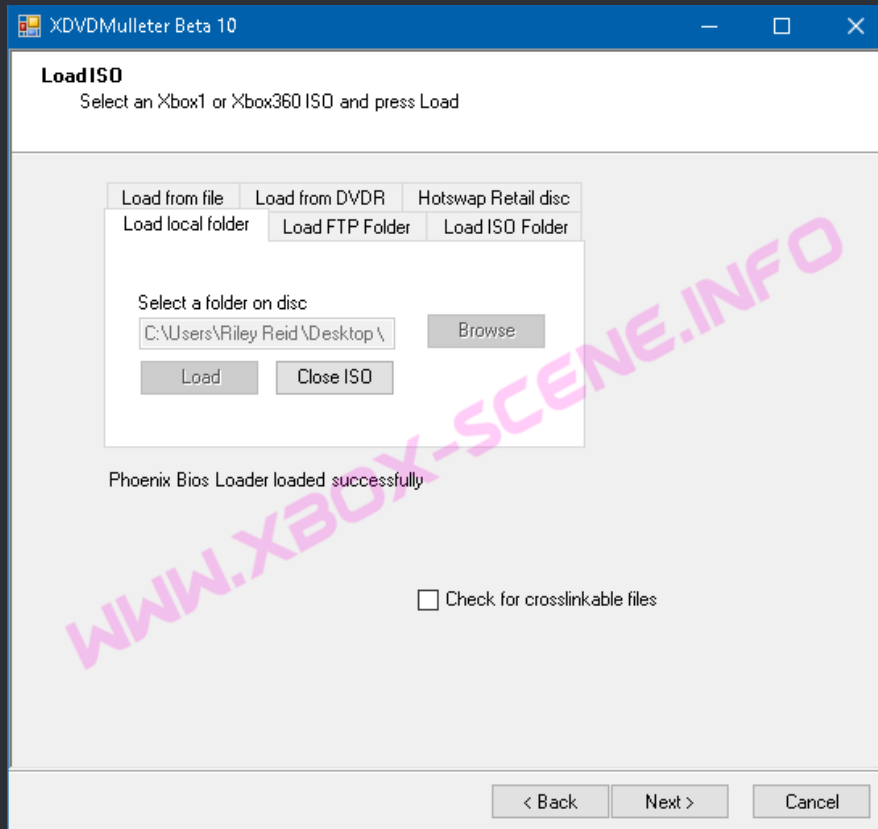 XDVDMulleter Beta 10
Load ISO
Select an Xbox1 or Xbox360 ISO and press Load
Load from file Load from DVDR Hotswap Retail disc
Load local folder Load FTP Folder Load ISO Folder
Select a folder on disc
C:\Users\Riley Reid\Desktop\ Browse
Load Close ISO
Phoenix Bios Loader loaded successfully
WWW.XBOX-SCENE.INFO
Check for crosslinkable files
< Back Next > Cancel